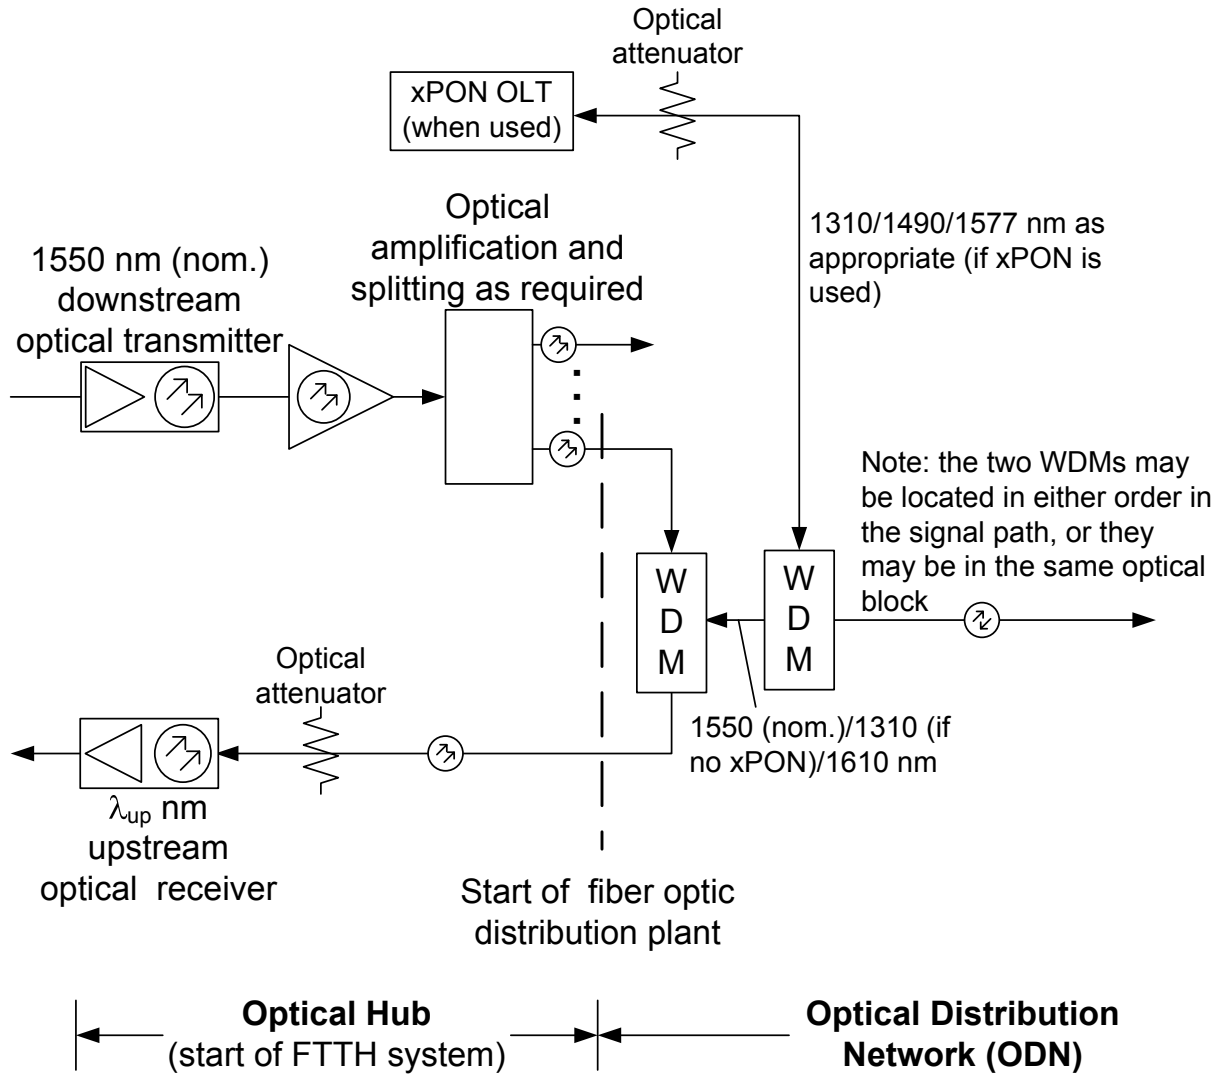 Optical
attenuator
xPON OLT
(when used)
Optical
amplification and
splitting as required
1310/1490/1577 nm as
appropriate (if xPON is
used)
1550 nm (nom.)
downstream
optical transmitter
Note: the two WDMs may
be located in either order in
the signal path, or they
may be in the same optical
block
W
D
M
W
D
M
Optical
attenuator
1550 (nom.)/1310 (if
no xPON)/1610 nm
λup nm
upstream
optical receiver
Start of fiber optic
distribution plant
Optical Hub
(start of FTTH system)
Optical Distribution
Network (ODN)